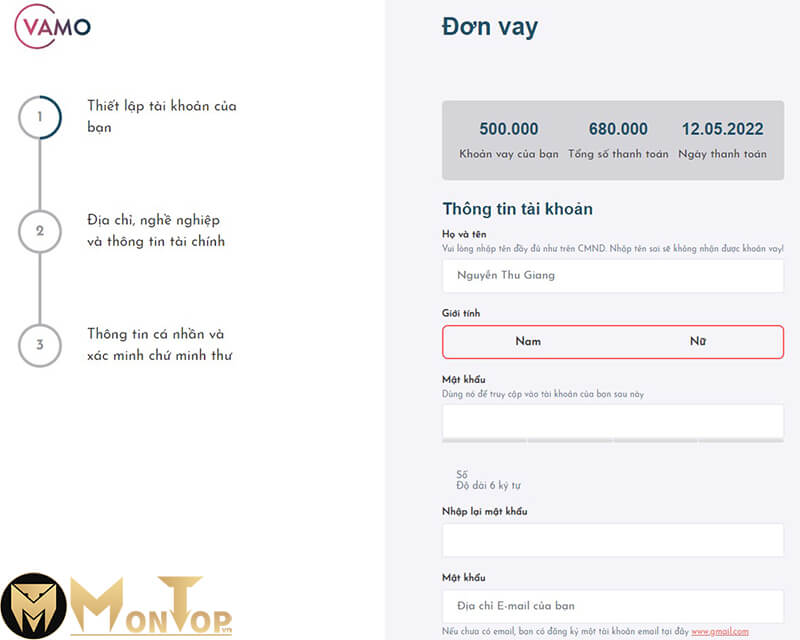 VAMO
1
Thiết lập tài khoản của
bạn
2
Địa chỉ, nghề nghiệp
và thông tin tài chính
3
Thông tin cá nhân và
xác minh chứ minh thư
Đơn vay
500.000 680.000 12.05.2022
Khoản vay của bạn Tổng số thanh toán Ngày thanh toán
Thông tin tài khoản
Họ và tên
Vui lòng nhập tên đầy đủ như trên CMND. Nhập tên sai sẽ không nhận được khoản vay!
Nguyễn Thu Giang
Giới tính
Nam Nữ
Mật khẩu
Dùng nó để truy cập vào tài khoản của bạn sau này
Số
Độ dài 6 ký tự
Nhập lại mật khẩu
Mật khẩu
Địa chỉ E-mail của bạn
Nếu chưa có email, bạn có đăng ký một tài khoản email tại đây www.gmail.com
MonTop.vn